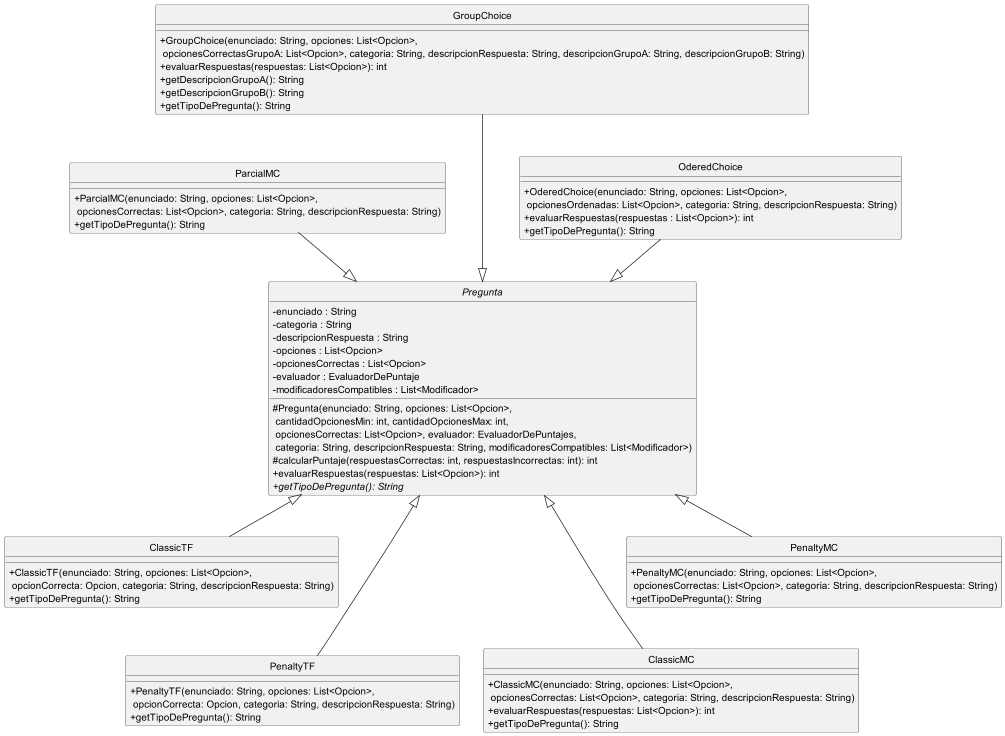 GroupChoice
+GroupChoice(enunciado: String, opciones: List<Opcion>,
opcionesCorrectasGrupoA: List<Opcion>, categoria: String, descripcionRespuesta: String, descripcionGrupoA: String, descripcionGrupoB: String)
+evaluarRespuestas(respuestas: List<Opcion>): int
+getDescripcionGrupoA(): String
+getDescripcionGrupoB(): String
+getTipoDePregunta(): String
ParcialMC
+ParcialMC(enunciado: String, opciones: List<Opcion>,
opcionesCorrectas: List<Opcion>, categoria: String, descripcionRespuesta: String)
+getTipoDePregunta(): String
OderedChoice
+OderedChoice(enunciado: String, opciones: List<Opcion>,
opcionesOrdenadas: List<Opcion>, categoria: String, descripcionRespuesta: String)
+evaluarRespuestas(respuestas : List<Opcion>): int
+getTipoDePregunta(): String
Pregunta
-enunciado : String
-categoria : String
-descripcionRespuesta : String
-opciones : List<Opcion>
-opcionesCorrectas : List<Opcion>
-evaluador : EvaluadorDePuntaje
-modificadoresCompatibles : List<Modificador>
#Pregunta(enunciado: String, opciones: List<Opcion>,
cantidadOpcionesMin: int, cantidadOpcionesMax: int,
opcionesCorrectas: List<Opcion>, evaluador: EvaluadorDePuntajes,
categoria: String, descripcionRespuesta: String, modificadoresCompatibles: List<Modificador>)
#calcularPuntaje(respuestasCorrectas: int, respuestasIncorrectas: int): int
+evaluarRespuestas(respuestas: List<Opcion>): int
+getTipoDePregunta(): String
ClassicTF
+ClassicTF(enunciado: String, opciones: List<Opcion>,
opcionCorrecta: Opcion, categoria: String, descripcionRespuesta: String)
+getTipoDePregunta(): String
PenaltyMC
+PenaltyMC(enunciado: String, opciones: List<Opcion>,
opcionesCorrectas: List<Opcion>, categoria: String, descripcionRespuesta: String)
+getTipoDePregunta(): String
PenaltyTF
+PenaltyTF(enunciado: String, opciones: List<Opcion>,
opcionCorrecta: Opcion, categoria: String, descripcionRespuesta: String)
+getTipoDePregunta(): String
ClassicMC
+ClassicMC(enunciado: String, opciones: List<Opcion>,
opcionesCorrectas: List<Opcion>, categoria: String, descripcionRespuesta: String)
+evaluarRespuestas(respuestas: List<Opcion>): int
+getTipoDePregunta(): String